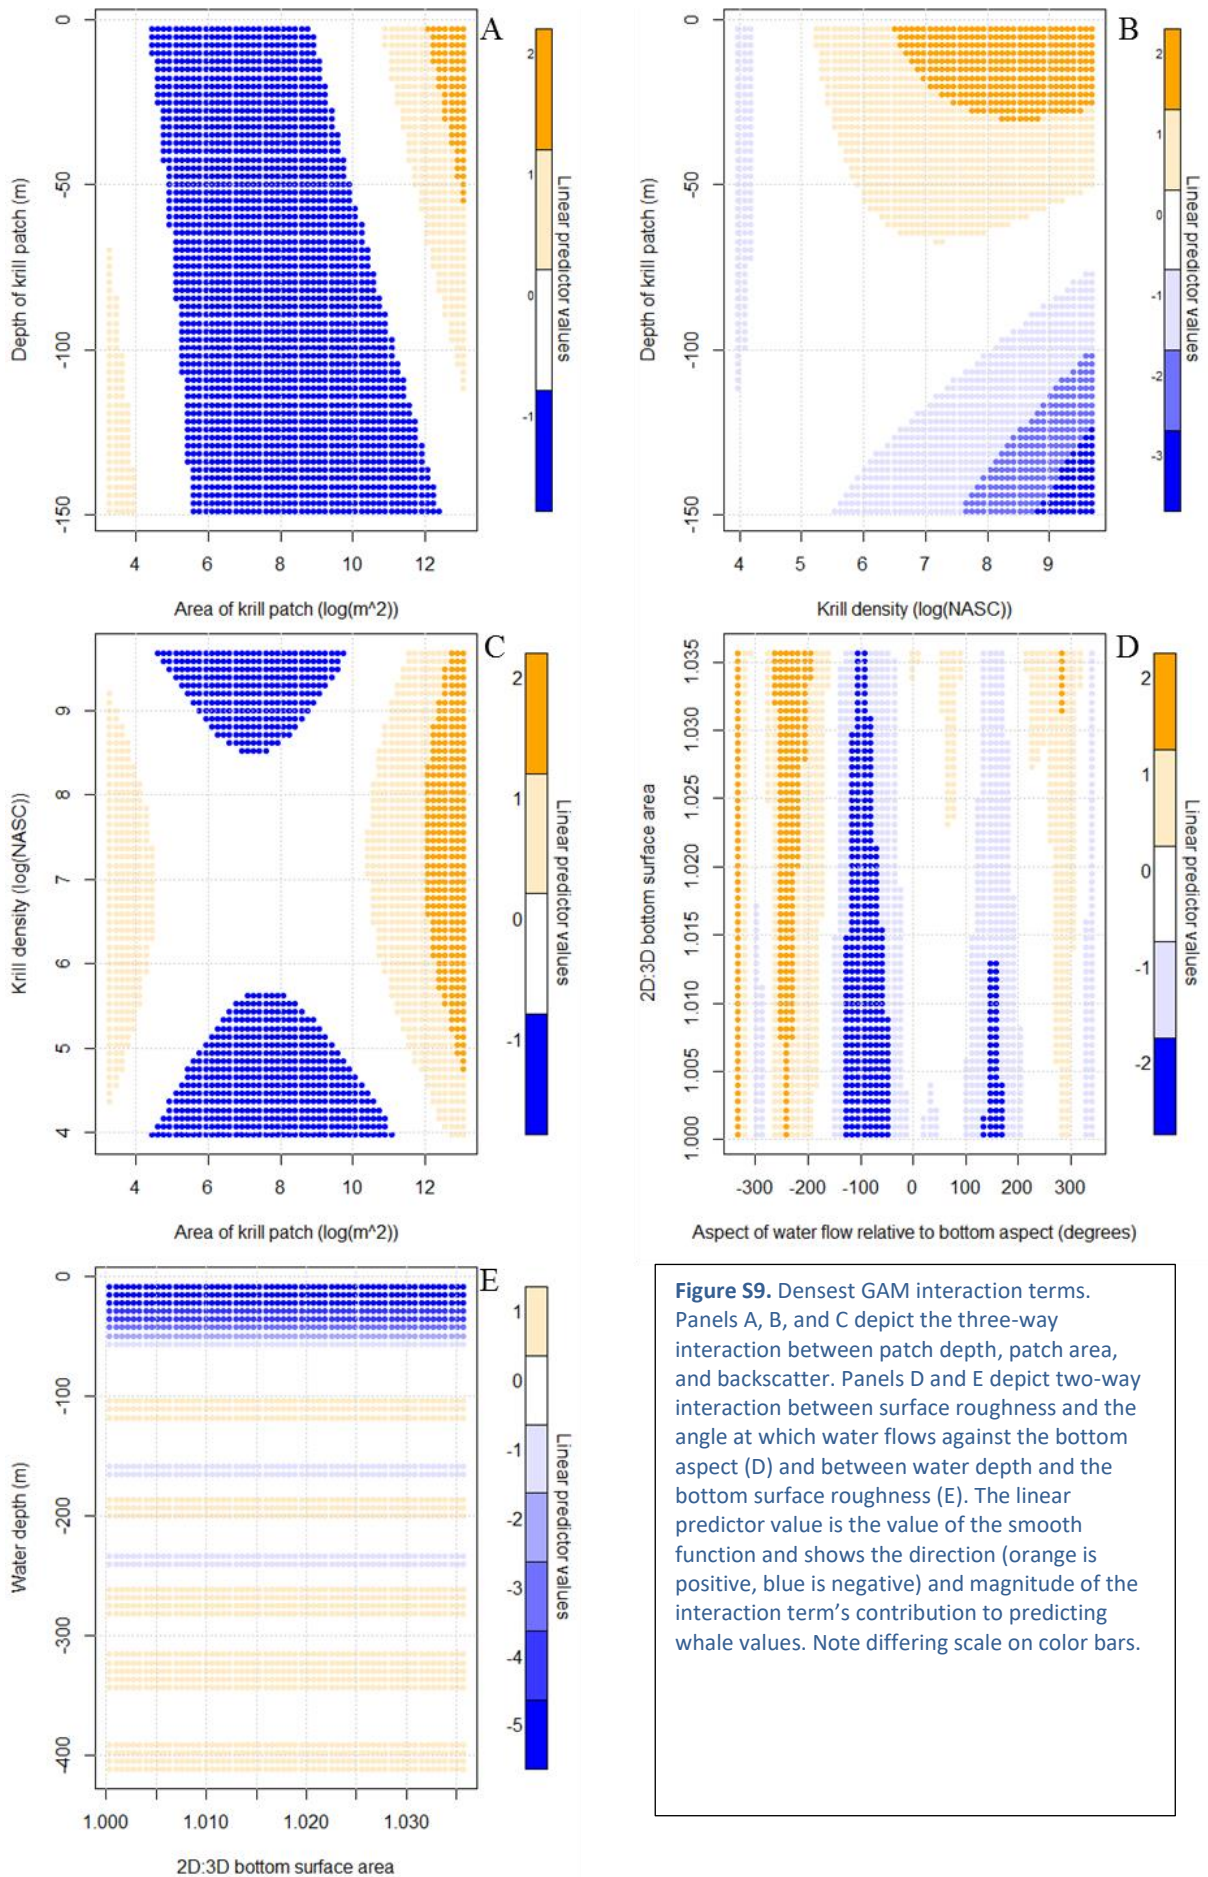 A
0
-50
-100
-150
Depth of krill patch (m)
4 6 8 10 12
Area of krill patch (log(m^2))
2
1
0
-1
Linear predictor values
B
0
-50
-100
-150
Depth of krill patch (m)
4 5 6 7 8 9
Krill density (log(NASC))
2
1
0
-1
-2
-3
Linear predictor values
C
9
8
7
6
5
4
Krill density (log(NASC))
4 6 8 10 12
Area of krill patch (log(m^2))
2
1
0
-1
Linear predictor values
D
1.035
1.030
1.025
1.020
1.015
1.010
1.005
1.000
2D:3D bottom surface area
-300 -200 -100 0 100 200 300
Aspect of water flow relative to bottom aspect (degrees)
2
1
0
-1
-2
Linear predictor values
E
0
-100
-200
-300
-400
Water depth (m)
1.000 1.010 1.020 1.030
2D:3D bottom surface area
1
0
-1
-2
-3
-4
-5
Linear predictor values
Figure S9. Densest GAM interaction terms.
Panels A, B, and C depict the three-way
interaction between patch depth, patch area,
and backscatter. Panels D and E depict two-way
interaction between surface roughness and the
angle at which water flows against the bottom
aspect (D) and between water depth and the
bottom surface roughness (E). The linear
predictor value is the value of the smooth
function and shows the direction (orange is
positive, blue is negative) and magnitude of the
interaction term’s contribution to predicting
whale values. Note differing scale on color bars.